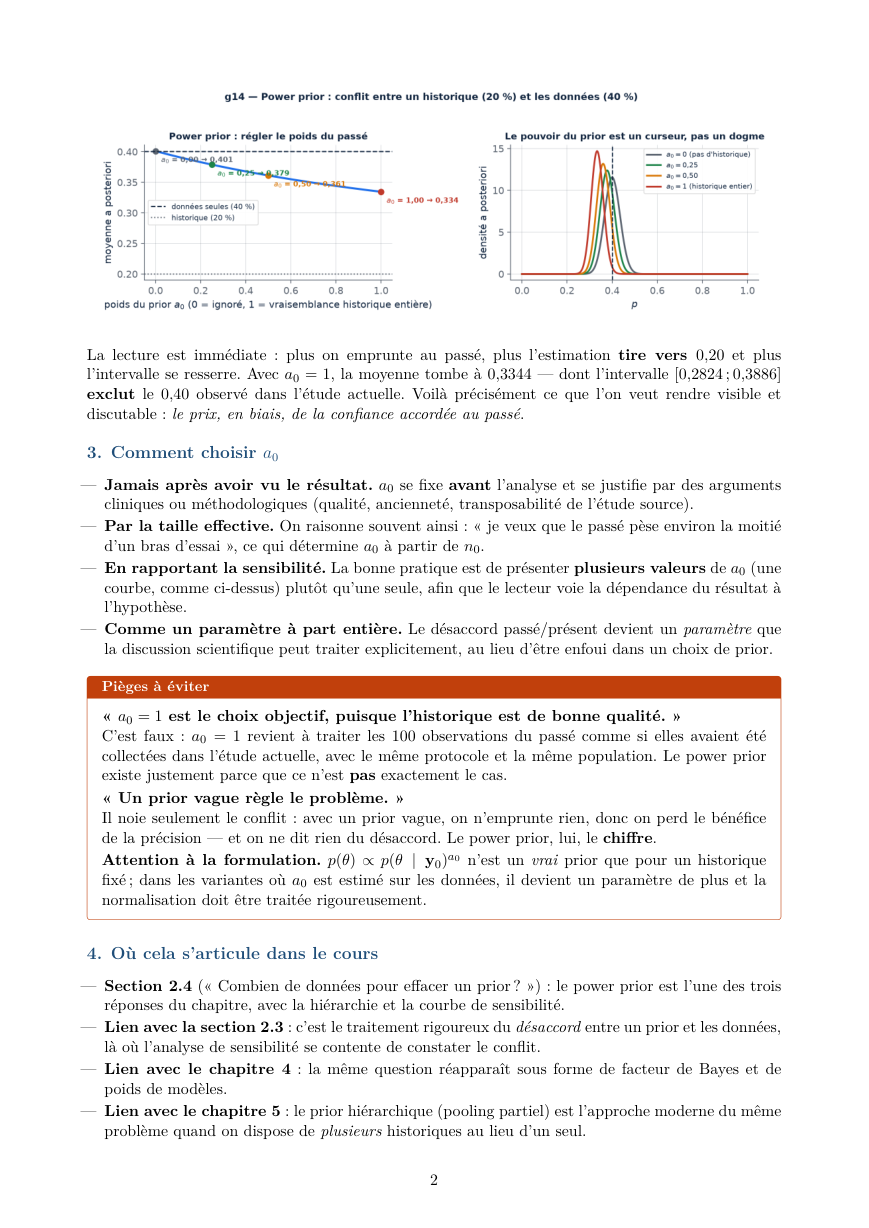 g14 — Power prior : conflit entre un historique (20 %) et les données (40 %)
Power prior : régler le poids du passé
moyenne a posteriori
0.40
0.35
0.30
0.25
0.20
a₀ = 0,00 → 0,401
a₀ = 0,25 → 0,379
a₀ = 0,50 → 0,361
a₀ = 1,00 → 0,334
données seules (40 %)
historique (20 %)
0.0 0.2 0.4 0.6 0.8 1.0
poids du prior a₀ (0 = ignoré, 1 = vraisemblance historique entière)
Le pouvoir du prior est un curseur, pas un dogme
densité a posteriori
15
10
5
0
a₀ = 0 (pas d'historique)
a₀ = 0,25
a₀ = 0,50
a₀ = 1 (historique entier)
0.0 0.2 0.4 0.6 0.8 1.0
p
La lecture est immédiate : plus on emprunte au passé, plus l'estimation tire vers 0,20 et plus
l'intervalle se resserre. Avec a₀ = 1, la moyenne tombe à 0,3344 — dont l'intervalle [0,2824 ; 0,3886]
exclut le 0,40 observé dans l'étude actuelle. Voilà précisément ce que l'on veut rendre visible et
discutable : le prix, en biais, de la confiance accordée au passé.
3. Comment choisir a₀
— Jamais après avoir vu le résultat. a₀ se fixe avant l'analyse et se justifie par des arguments
cliniques ou méthodologiques (qualité, ancienneté, transposabilité de l'étude source).
— Par la taille effective. On raisonne souvent ainsi : « je veux que le passé pèse environ la moitié
d'un bras d'essai », ce qui détermine a₀ à partir de n₀.
— En rapportant la sensibilité. La bonne pratique est de présenter plusieurs valeurs de a₀ (une
courbe, comme ci-dessus) plutôt qu'une seule, afin que le lecteur voie la dépendance du résultat à
l'hypothèse.
— Comme un paramètre à part entière. Le désaccord passé/présent devient un paramètre que
la discussion scientifique peut traiter explicitement, au lieu d'être enfoui dans un choix de prior.
Pièges à éviter
« a₀ = 1 est le choix objectif, puisque l'historique est de bonne qualité. »
C'est faux : a₀ = 1 revient à traiter les 100 observations du passé comme si elles avaient été
collectées dans l'étude actuelle, avec le même protocole et la même population. Le power prior
existe justement parce que ce n'est pas exactement le cas.
« Un prior vague règle le problème. »
Il noie seulement le conflit : avec un prior vague, on n'emprunte rien, donc on perd le bénéfice
de la précision — et on ne dit rien du désaccord. Le power prior, lui, le chiffre.
Attention à la formulation. p(θ) ∝ p(θ | y₀)^a₀ n'est un vrai prior que pour un historique
fixé ; dans les variantes où a₀ est estimé sur les données, il devient un paramètre de plus et la
normalisation doit être traitée rigoureusement.
4. Où cela s'articule dans le cours
— Section 2.4 (« Combien de données pour effacer un prior ? ») : le power prior est l'une des trois
réponses du chapitre, avec la hiérarchie et la courbe de sensibilité.
— Lien avec la section 2.3 : c'est le traitement rigoureux du désaccord entre un prior et les données,
là où l'analyse de sensibilité se contente de constater le conflit.
— Lien avec le chapitre 4 : la même question réapparaît sous forme de facteur de Bayes et de
poids de modèles.
— Lien avec le chapitre 5 : le prior hiérarchique (pooling partiel) est l'approche moderne du même
problème quand on dispose de plusieurs historiques au lieu d'un seul.
2